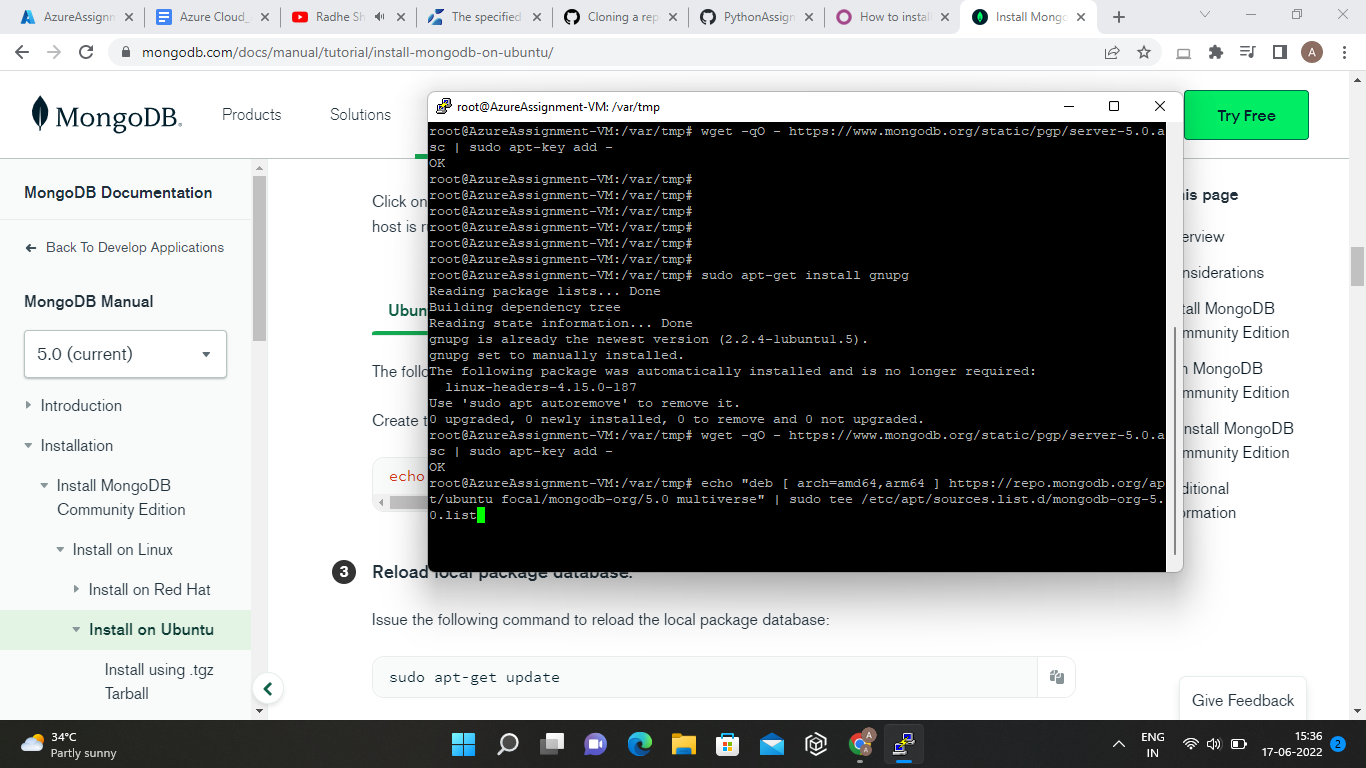 AzureAssignm
Azure Cloud_
Radhe Sh
The specified
Cloning a rep
PythonAssign
How to install
Install Mongo
mongodb.com/docs/manual/tutorial/install-mongodb-on-ubuntu/
A
MongoDB.
Products
Solutions
Try Free
MongoDB Documentation
Back To Develop Applications
MongoDB Manual
5.0 (current)
Introduction
Installation
Install MongoDB
Community Edition
Install on Linux
Install on Red Hat
Install on Ubuntu
Install using .tgz
Tarball
Click on
host is r
Ubun
The follo
Create t
echo
root@AzureAssignment-VM: /var/tmp
root@AzureAssignment-VM:/var/tmp# wget -qO - https://www.mongodb.org/static/pgp/server-5.0.a
sc | sudo apt-key add -
OK
root@AzureAssignment-VM:/var/tmp#
root@AzureAssignment-VM:/var/tmp#
root@AzureAssignment-VM:/var/tmp#
root@AzureAssignment-VM:/var/tmp#
root@AzureAssignment-VM:/var/tmp#
root@AzureAssignment-VM:/var/tmp#
root@AzureAssignment-VM:/var/tmp# sudo apt-get install gnupg
Reading package lists... Done
Building dependency tree
Reading state information... Done
gnupg is already the newest version (2.2.4-1ubuntu1.5).
gnupg set to manually installed.
The following package was automatically installed and is no longer required:
linux-headers-4.15.0-187
Use 'sudo apt autoremove' to remove it.
0 upgraded, 0 newly installed, 0 to remove and 0 not upgraded.
root@AzureAssignment-VM:/var/tmp# wget -qO - https://www.mongodb.org/static/pgp/server-5.0.a
sc | sudo apt-key add -
OK
root@AzureAssignment-VM:/var/tmp# echo "deb [ arch=amd64,arm64 ] https://repo.mongodb.org/ap
t/ubuntu focal/mongodb-org/5.0 multiverse" | sudo tee /etc/apt/sources.list.d/mongodb-org-5.
0.list
his page
erview
nsiderations
tall MongoDB
mmunity Edition
n MongoDB
mmunity Edition
nstall MongoDB
mmunity Edition
ditional
ormation
3
Reload local package database.
Issue the following command to reload the local package database:
sudo apt-get update
Give Feedback
34°C
Partly sunny
A
A
ENG
IN
15:36
17-06-2022
2